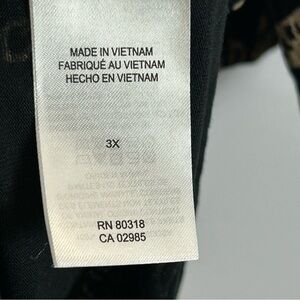 MADE IN VIETNAM
FABRIQUÉ AU VIETNAM
HECHO EN VIETNAM
3X
RN 80318
CA 02985